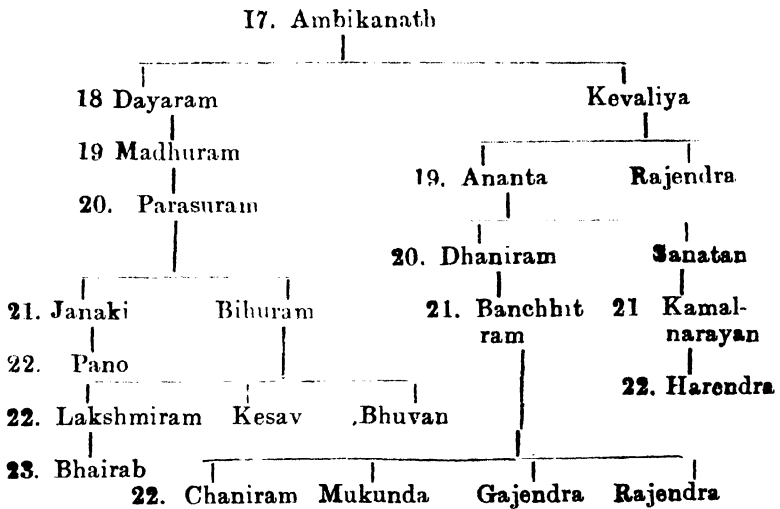 17. Ambikanath
18 Dayaram Kevaliya
19 Madhuram
19. Ananta Rajendra
20. Parasuram
20. Dhaniram Sanatan
21. Janaki Bihuram 21. Banchhit 21 Kamal-
ram narayan
22. Pano
22. Harendra
22. Lakshmiram Kesav Bhuvan
23. Bhairab
22. Chaniram Mukunda Gajendra Rajendra